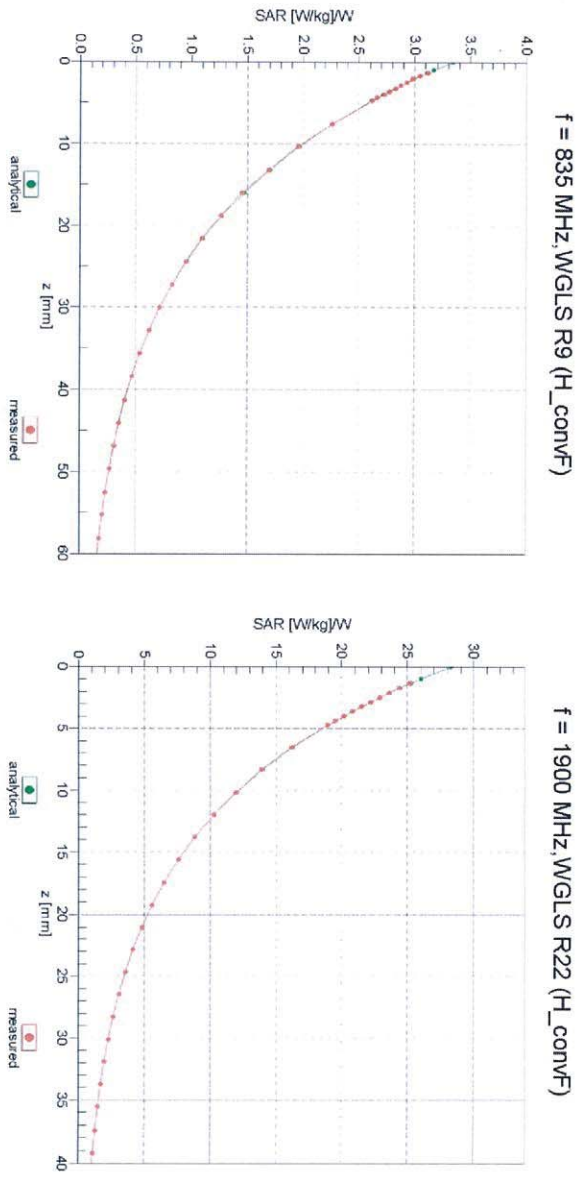 f = 835 MHz, WGLS R9 (H_convF)
SAR [W/kg]/W
4.0
3.5
3.0
2.5
2.0
1.5
1.0
0.5
0.0
0 10 20 30 40 50 60
z [mm]
analytical measured
f = 1900 MHz, WGLS R22 (H_convF)
SAR [W/kg]/W
30
25
20
15
10
5
0
0 5 10 15 20 25 30 35 40
z [mm]
analytical measured